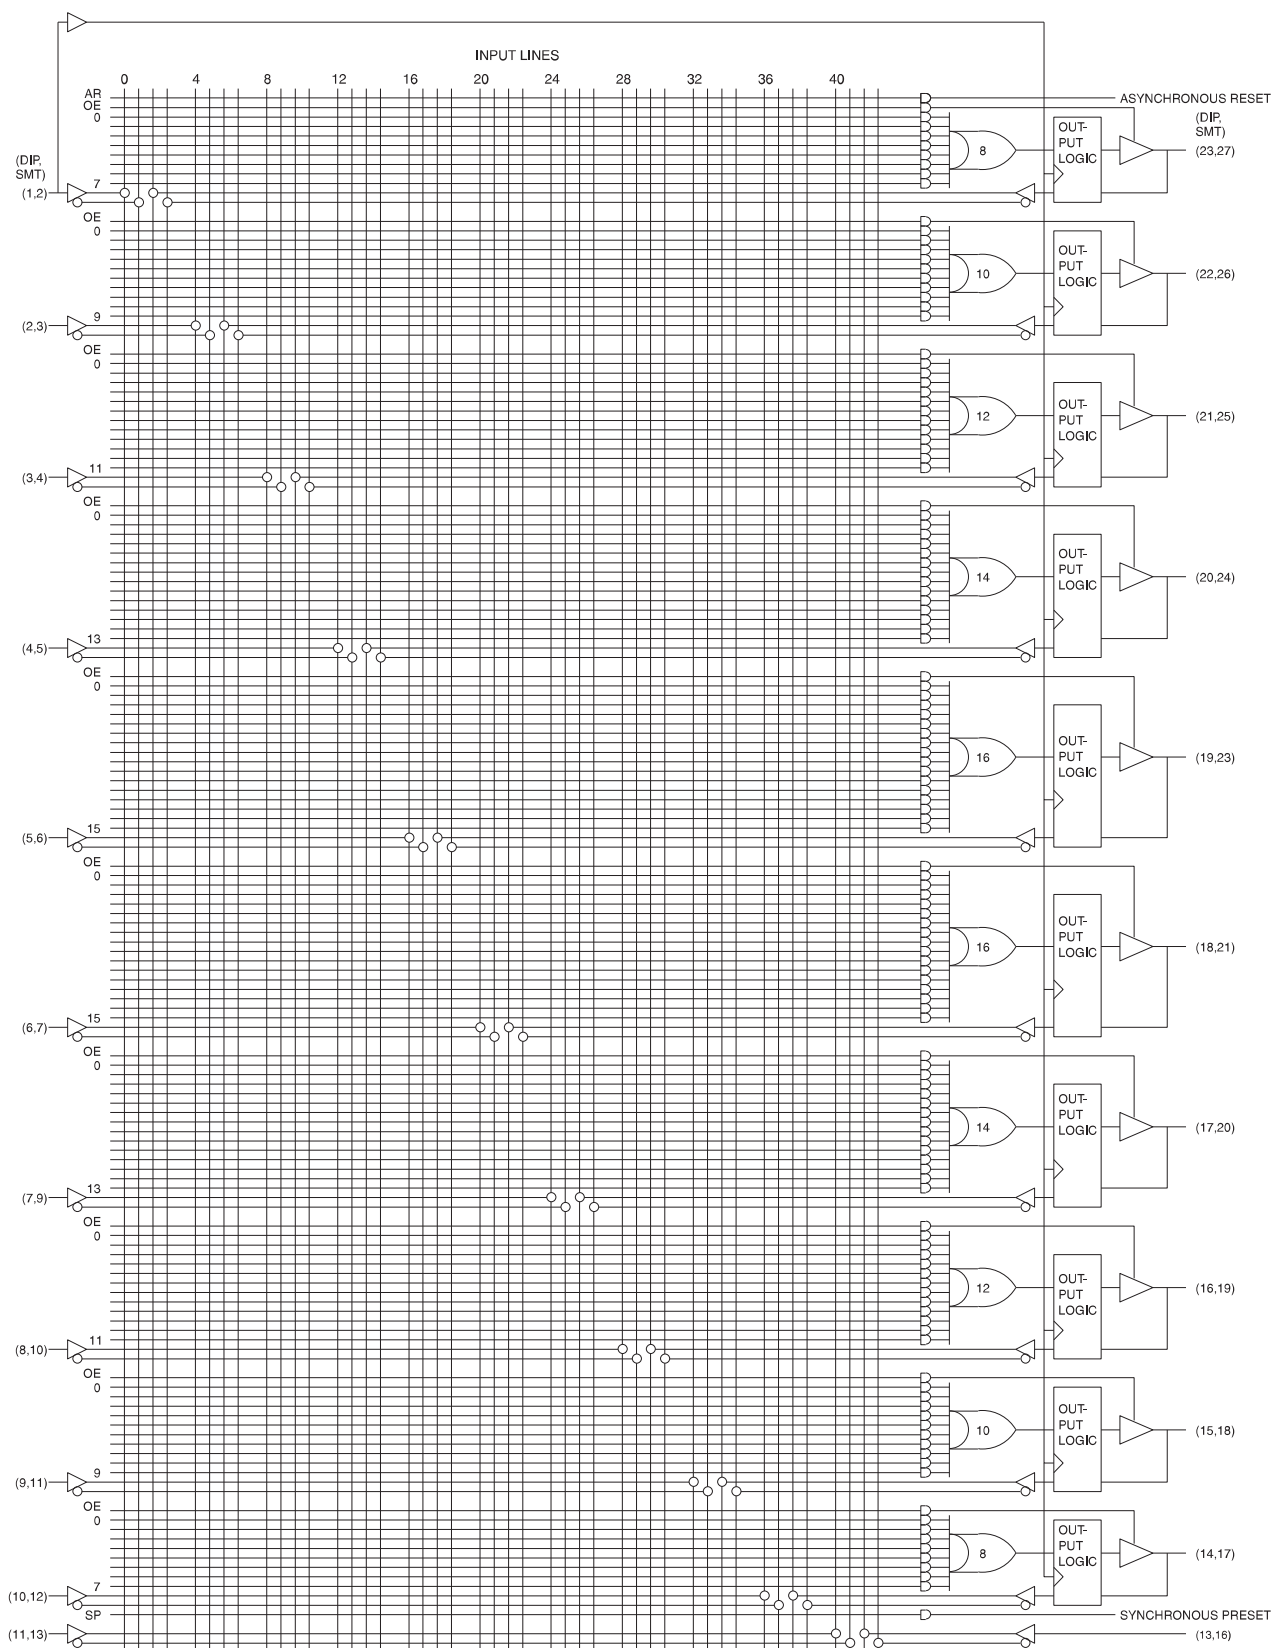 INPUT LINES
0 4 8 12 16 20 24 28 32 36 40
AR
OE
0
ASYNCHRONOUS RESET
(DIP,
SMT)
8
OUT-
PUT
LOGIC
(DIP,
SMT)
(23,27)
7
(1,2)
OE
0
10
OUT-
PUT
LOGIC
(22,26)
9
(2,3)
OE
0
12
OUT-
PUT
LOGIC
(21,25)
11
(3,4)
OE
0
14
OUT-
PUT
LOGIC
(20,24)
13
(4,5)
OE
0
16
OUT-
PUT
LOGIC
(19,23)
15
(5,6)
OE
0
16
OUT-
PUT
LOGIC
(18,21)
15
(6,7)
OE
0
14
OUT-
PUT
LOGIC
(17,20)
13
(7,9)
OE
0
12
OUT-
PUT
LOGIC
(16,19)
11
(8,10)
OE
0
10
OUT-
PUT
LOGIC
(15,18)
9
(9,11)
OE
0
8
OUT-
PUT
LOGIC
(14,17)
7
(10,12)
SP
SYNCHRONOUS PRESET
(11,13)
(13,16)